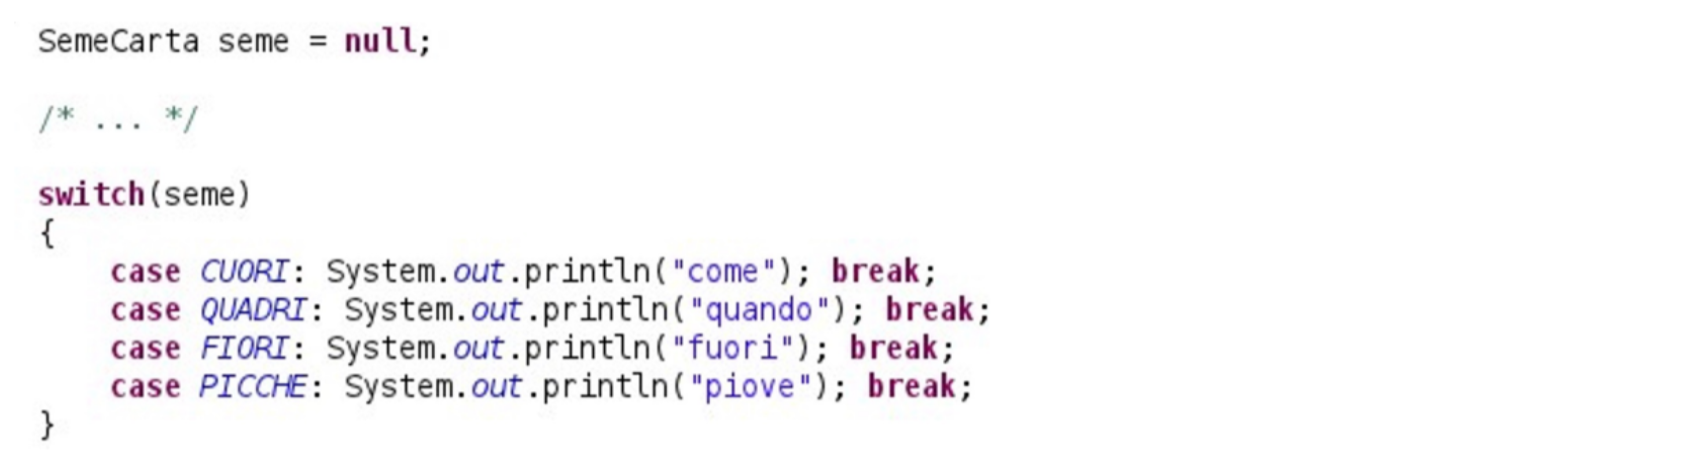 SemeCarta seme = null;
/* ... */
switch(seme)
{
case CUORI: System.out.println("come"); break;
case QUADRI: System.out.println("quando"); break;
case FIORI: System.out.println("fuori"); break;
case PICCHE: System.out.println("piove"); break;
}